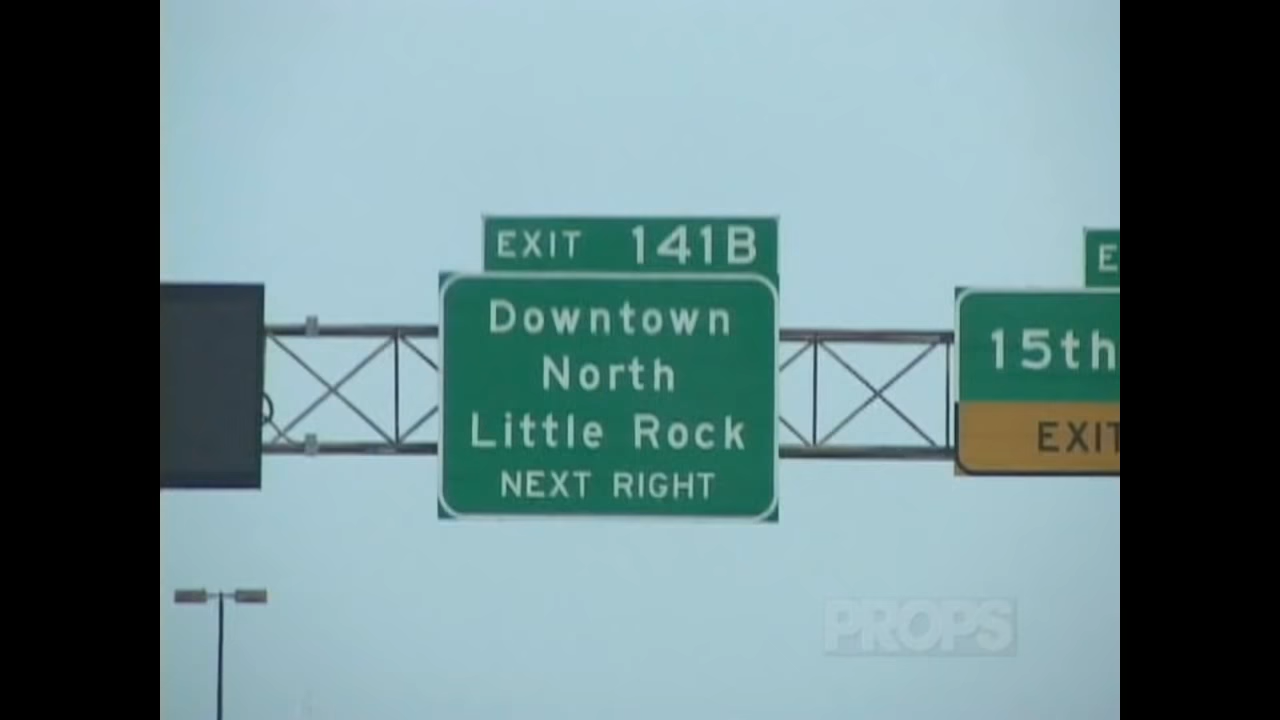 EXIT 141B
Downtown
North
Little Rock
NEXT RIGHT
15th
EXIT
PROPS